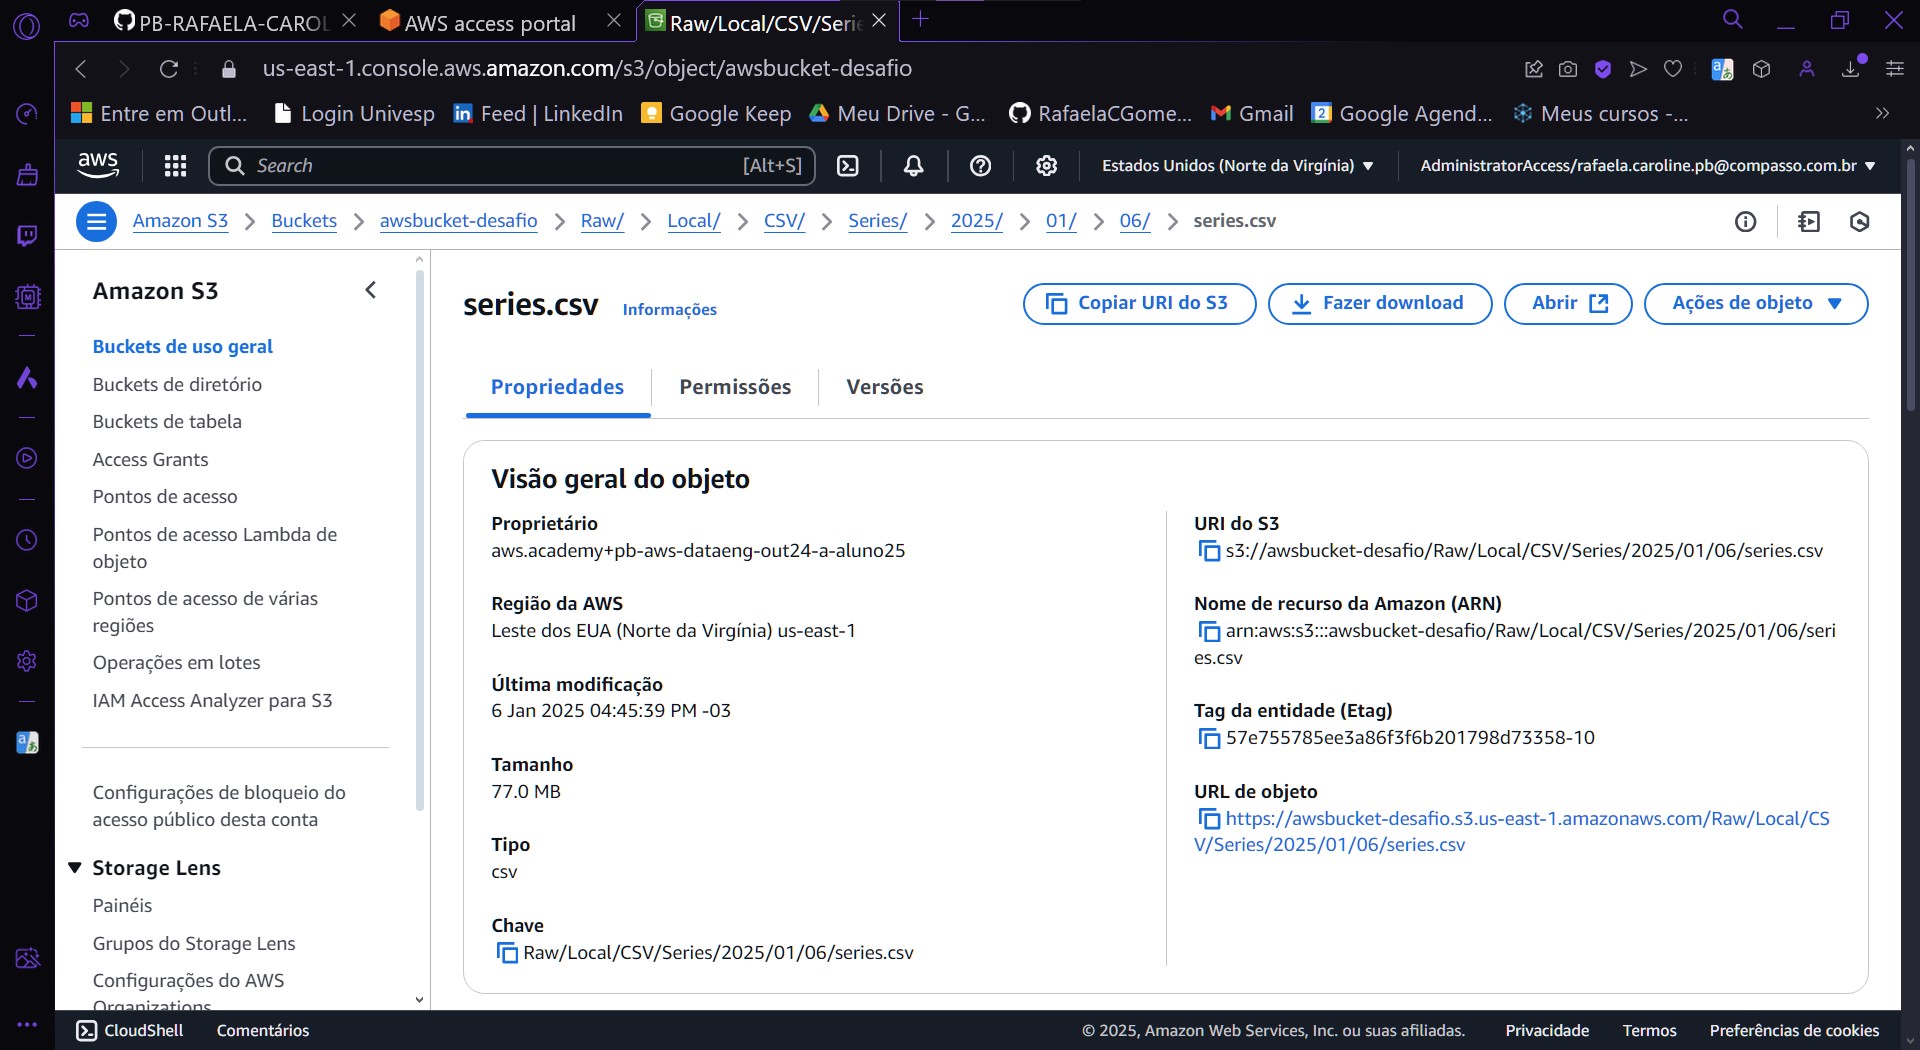 PB-RAFAELA-CAROL
AWS access portal
Raw/Local/CSV/Serie
us-east-1.console.aws.amazon.com/s3/object/awsbucket-desafio
Entre em Outl...
Login Univesp
Feed | LinkedIn
Google Keep
Meu Drive - G...
RafaelaCGome...
Gmail
Google Agend...
Meus cursos -...
aws
Search
[Alt+S]
Estados Unidos (Norte da Virgínia)
AdministratorAccess/rafaela.caroline.pb@compasso.com.br
Amazon S3
Buckets
awsbucket-desafio
Raw/
Local/
CSV/
Series/
2025/
01/
06/
series.csv
Amazon S3
Buckets de uso geral
Buckets de diretório
Buckets de tabela
Access Grants
Pontos de acesso
Pontos de acesso Lambda de
objeto
Pontos de acesso de várias
regiões
Operações em lotes
IAM Access Analyzer para S3
Configurações de bloqueio do
acesso público desta conta
Storage Lens
Painéis
Grupos do Storage Lens
Configurações do AWS
Organizations
series.csv
Informações
Copiar URI do S3
Fazer download
Abrir
Ações de objeto
Propriedades
Permissões
Versões
Visão geral do objeto
Proprietário
aws.academy+pb-aws-dataeng-out24-a-aluno25
Região da AWS
Leste dos EUA (Norte da Virgínia) us-east-1
Última modificação
6 Jan 2025 04:45:39 PM -03
Tamanho
77.0 MB
Tipo
csv
Chave
Raw/Local/CSV/Series/2025/01/06/series.csv
URI do S3
s3://awsbucket-desafio/Raw/Local/CSV/Series/2025/01/06/series.csv
Nome de recurso da Amazon (ARN)
arn:aws:s3:::awsbucket-desafio/Raw/Local/CSV/Series/2025/01/06/seri
es.csv
Tag da entidade (Etag)
57e755785ee3a86f3f6b201798d73358-10
URL de objeto
https://awsbucket-desafio.s3.us-east-1.amazonaws.com/Raw/Local/CS
V/Series/2025/01/06/series.csv
CloudShell
Comentários
© 2025, Amazon Web Services, Inc. ou suas afiliadas.
Privacidade
Termos
Preferências de cookies